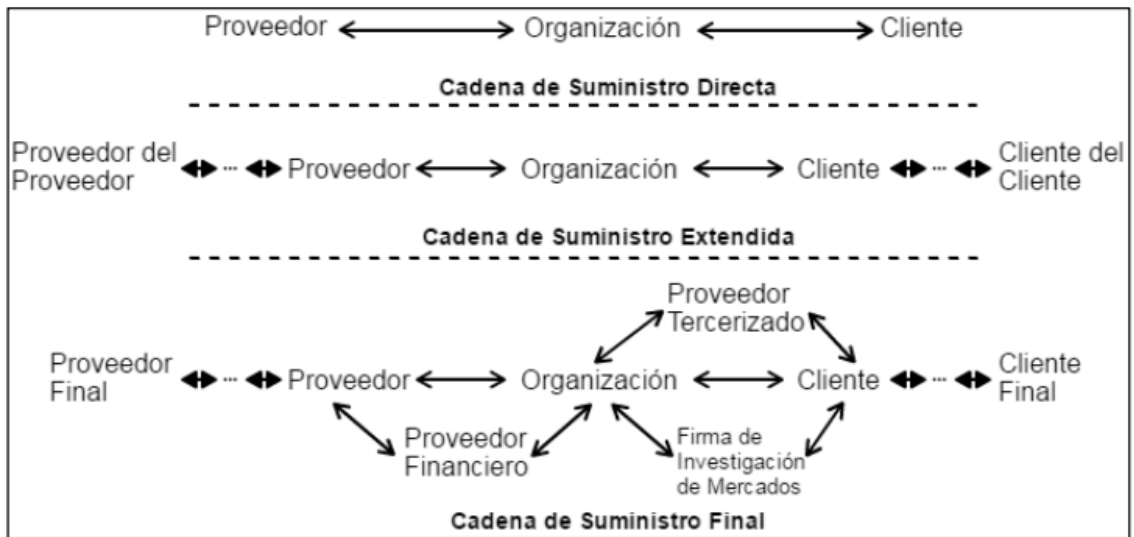 Proveedor Organización Cliente
Cadena de Suministro Directa
Proveedor del
Proveedor
... Proveedor Organización Cliente ...
Cliente del
Cliente
Cadena de Suministro Extendida
Proveedor
Tercerizado
Proveedor
Final
... Proveedor Organización Cliente ...
Cliente
Final
Proveedor
Financiero
Firma de
Investigación
de Mercados
Cadena de Suministro Final